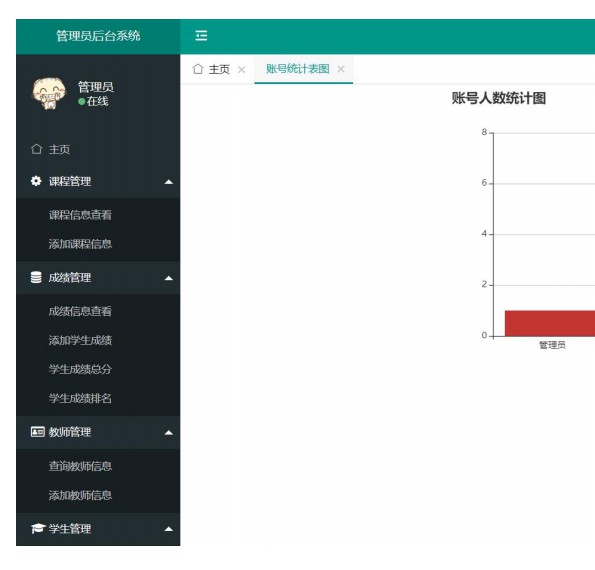 管理员后台系统
管理员
在线
主页
课程管理
课程信息查看
添加课程信息
成绩管理
成绩信息查看
添加学生成绩
学生成绩总分
学生成绩排名
教师管理
查询教师信息
添加教师信息
学生管理
主页 × 账号统计表图 ×
账号人数统计图
8
6
4
2
0
管理员